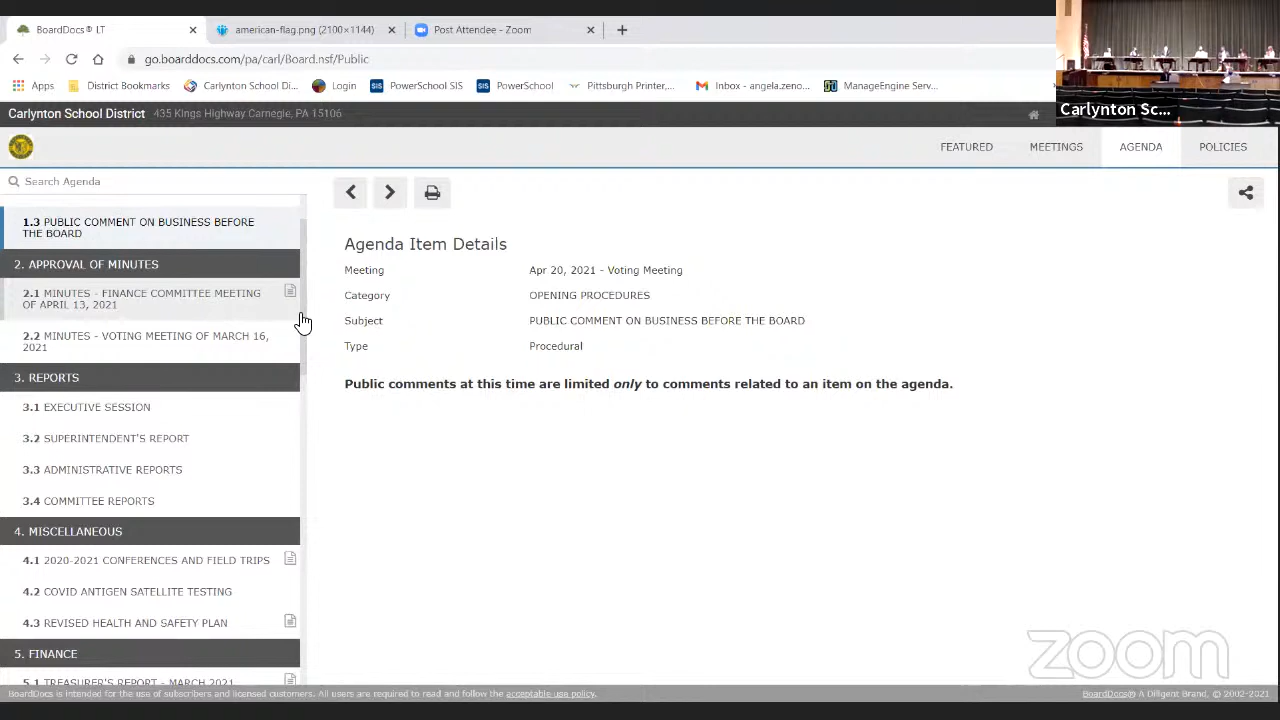 BoardDocs® LT
american-flag.png (2100×1144)
Post Attendee - Zoom
go.boarddocs.com/pa/carl/Board.nsf/Public
Apps
District Bookmarks
Carlynton School Di...
Login
PowerSchool SIS
PowerSchool
Pittsburgh Printer,...
Inbox - angela.zeno...
ManageEngine Serv...
Carlynton Sc...
Carlynton School District 435 Kings Highway Carnegie, PA 15106
FEATURED
MEETINGS
AGENDA
POLICIES
Search Agenda
1.3 PUBLIC COMMENT ON BUSINESS BEFORE
THE BOARD
2. APPROVAL OF MINUTES
2.1 MINUTES - FINANCE COMMITTEE MEETING
OF APRIL 13, 2021
2.2 MINUTES - VOTING MEETING OF MARCH 16,
2021
3. REPORTS
3.1 EXECUTIVE SESSION
3.2 SUPERINTENDENT'S REPORT
3.3 ADMINISTRATIVE REPORTS
3.4 COMMITTEE REPORTS
4. MISCELLANEOUS
4.1 2020-2021 CONFERENCES AND FIELD TRIPS
4.2 COVID ANTIGEN SATELLITE TESTING
4.3 REVISED HEALTH AND SAFETY PLAN
5. FINANCE
5.1 TREASURER'S REPORT - MARCH 2021
Agenda Item Details
Meeting Apr 20, 2021 - Voting Meeting
Category OPENING PROCEDURES
Subject PUBLIC COMMENT ON BUSINESS BEFORE THE BOARD
Type Procedural
Public comments at this time are limited only to comments related to an item on the agenda.
zoom
BoardDocs is intended for the use of subscribers and licensed customers. All users are required to read and follow the acceptable use policy.
BoardDocs® A Diligent Brand, © 2002-2021